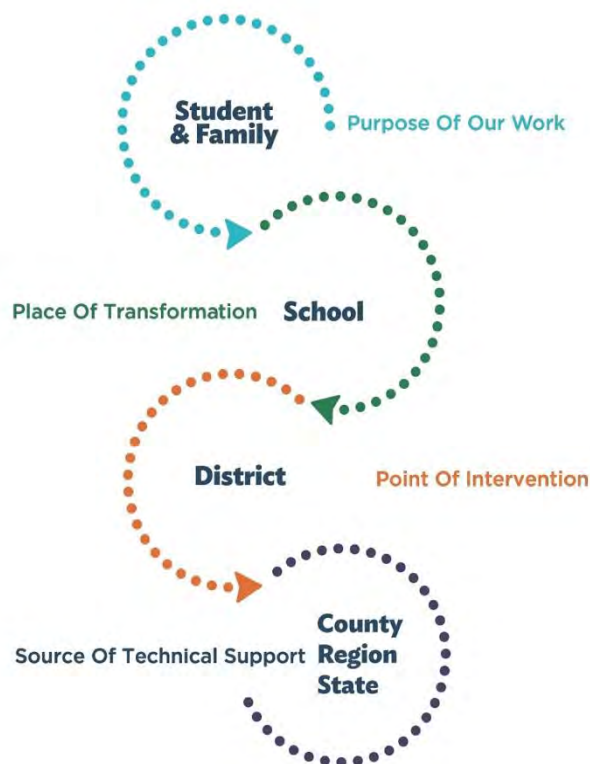 Student
& Family
Purpose Of Our Work
Place Of Transformation
School
District
Point Of Intervention
Source Of Technical Support
County
Region
State